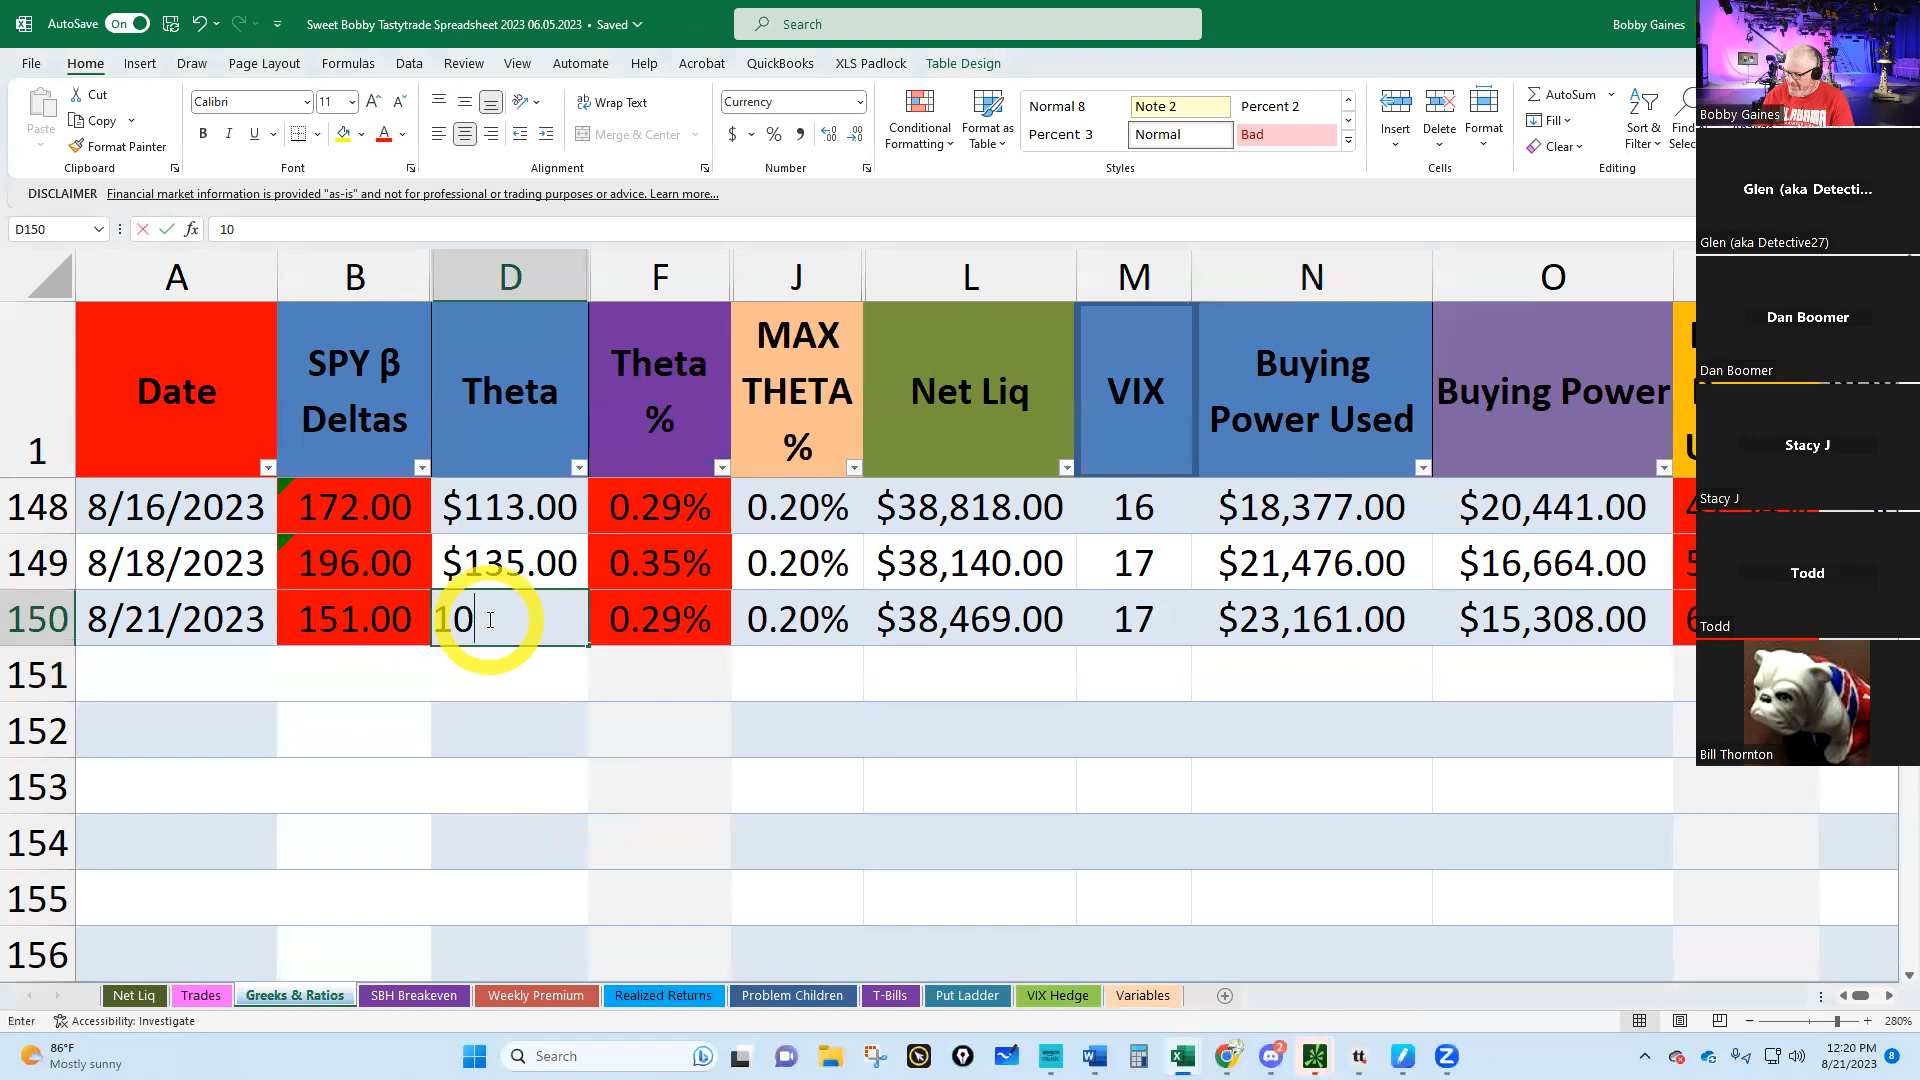 AutoSave On Sweet Bobby Tastytrade Spreadsheet 2023 06.05.2023 • Saved Search Bobby Gaines
File Home Insert Draw Page Layout Formulas Data Review View Automate Help Acrobat QuickBooks XLS Padlock Table Design
Paste Cut Copy Format Painter Clipboard
Calibri 11 B I U A Font
Wrap Text Merge & Center Alignment
Currency $ % Number
Conditional Formatting Format as Table Normal 8 Note 2 Percent 2 Percent 3 Normal Bad Styles
Insert Delete Format Cells
AutoSum Fill Clear Sort & Filter Editing
DISCLAIMER Financial market information is provided "as-is" and not for professional or trading purposes or advice. Learn more...
D150 fx 10
A B D F J L M N O
1 Date SPY β Deltas Theta Theta % MAX THETA % Net Liq VIX Buying Power Used Buying Power
148 8/16/2023 172.00 $113.00 0.29% 0.20% $38,818.00 16 $18,377.00 $20,441.00
149 8/18/2023 196.00 $135.00 0.35% 0.20% $38,140.00 17 $21,476.00 $16,664.00
150 8/21/2023 151.00 10 0.29% 0.20% $38,469.00 17 $23,161.00 $15,308.00
151
152
153
154
155
156
Net Liq Trades Greeks & Ratios SBH Breakeven Weekly Premium Realized Returns Problem Children T-Bills Put Ladder VIX Hedge Variables
Enter Accessibility: Investigate 280%
86°F
Mostly sunny
Search
tt
12:20 PM
8/21/2023
8
Bobby Gaines
Glen (aka Detecti...
Glen (aka Detective27)
Dan Boomer
Dan Boomer
Stacy J
Stacy J
Todd
Todd
Bill Thornton